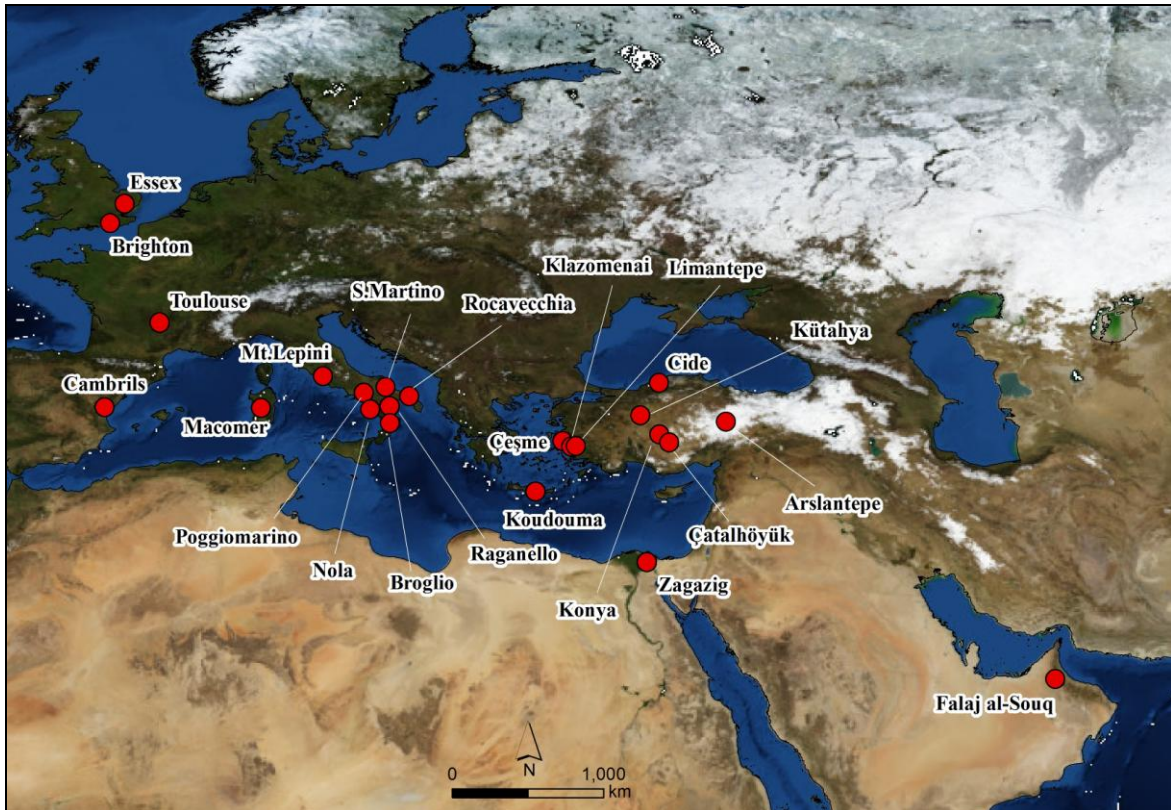 Essex
Brighton
Klazomenai
Limantepe
S.Martino
Rocavecchia
Toulouse
Kütahya
Mt.Lepini
Cide
Cambrils
Macomer
Çeşme
Koudouma
Arslantepe
Poggiomarino
Raganello
Çatalhöyük
Nola
Broglio
Zagazig
Konya
Falaj al-Souq
N
0 1,000
km